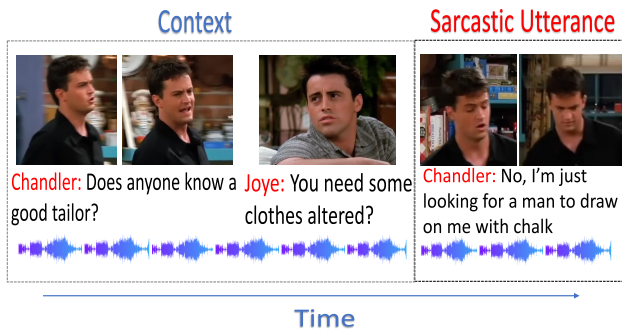 Context
Sarcastic Utterance
Chandler: Does anyone know a
good tailor?
Joye: You need some
clothes altered?
Chandler: No, I'm just
looking for a man to draw
on me with chalk
Time